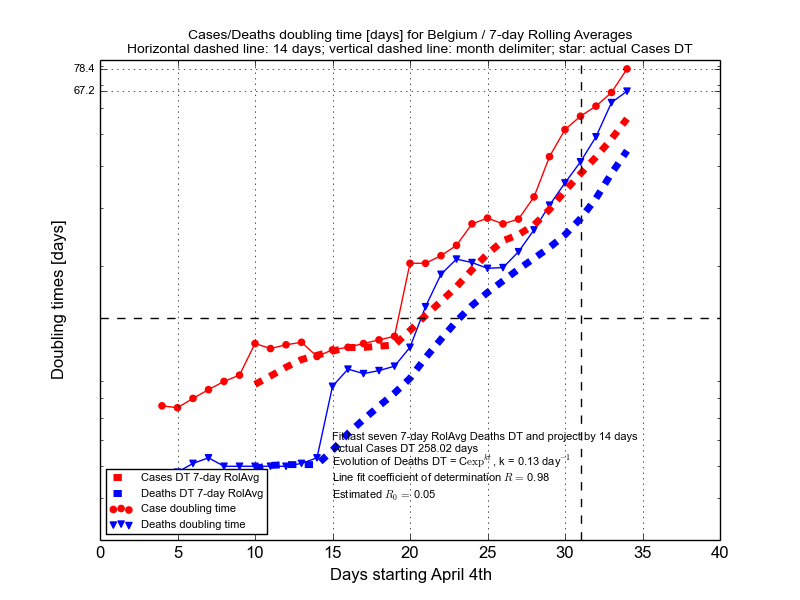 Cases/Deaths doubling time [days] for Belgium / 7-day Rolling Averages
Horizontal dashed line: 14 days; vertical dashed line: month delimiter; star: actual Cases DT
78.4
67.2
Doubling times [days]
Fit last seven 7-day RolAvg Deaths DT and project by 14 days
Actual Cases DT 258.02 days
Evolution of Deaths DT = Cexp^{kt}, k = 0.13 day^{-1}
Line fit coefficient of determination R = 0.98
Estimated R_0 = 0.05
Cases DT 7-day RolAvg
Deaths DT 7-day RolAvg
Case doubling time
Deaths doubling time
0 5 10 15 20 25 30 35 40
Days starting April 4th